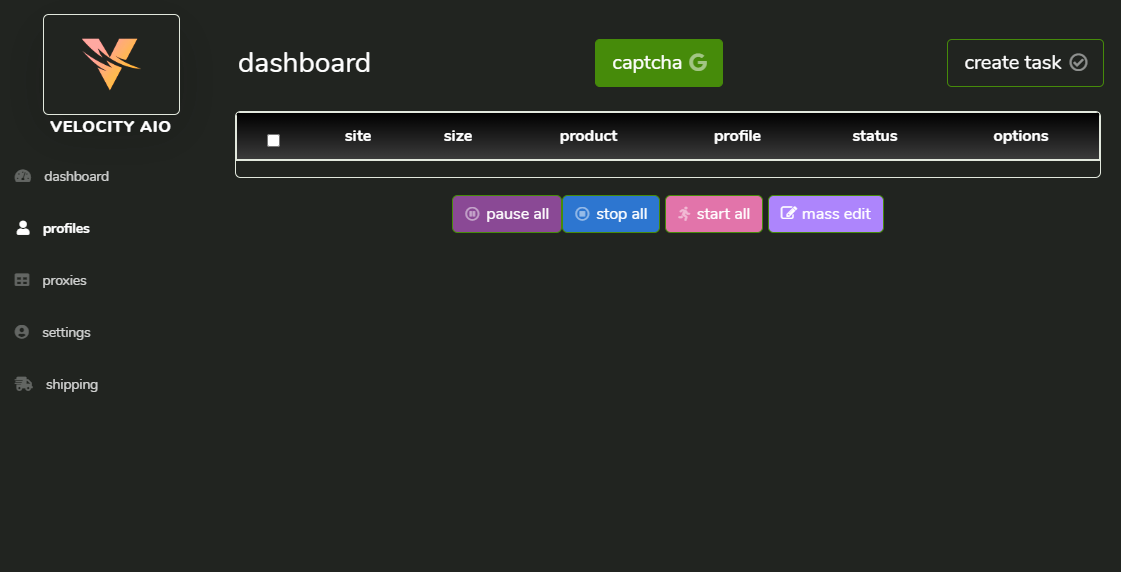 VELOCITY AIO
dashboard
profiles
proxies
settings
shipping
dashboard captcha create task
site size product profile status options
pause all stop all start all mass edit